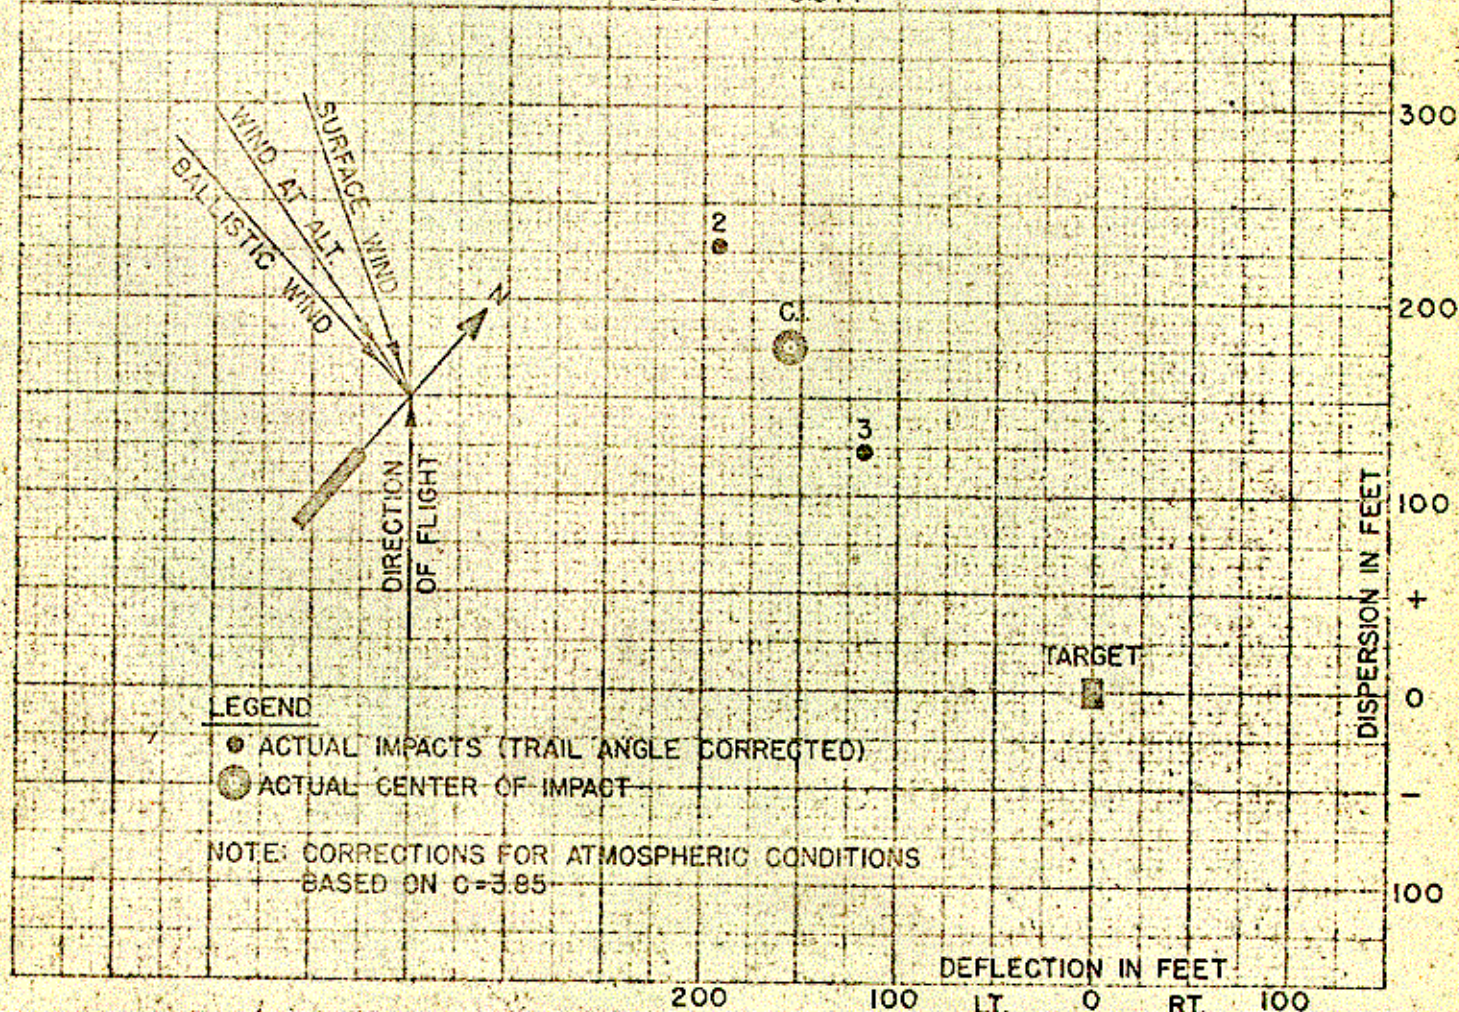 SURFACE WIND
WIND AT ALT.
BALLISTIC WIND
N
2
C.I.
3
DIRECTION
OF FLIGHT
300
200
100
+
0
−
100
DISPERSION IN FEET
TARGET
LEGEND
ACTUAL IMPACTS (TRAIL ANGLE CORRECTED)
ACTUAL CENTER OF IMPACT
NOTE: CORRECTIONS FOR ATMOSPHERIC CONDITIONS
BASED ON C=3.85
DEFLECTION IN FEET
200 100 LT. 0 RT. 100